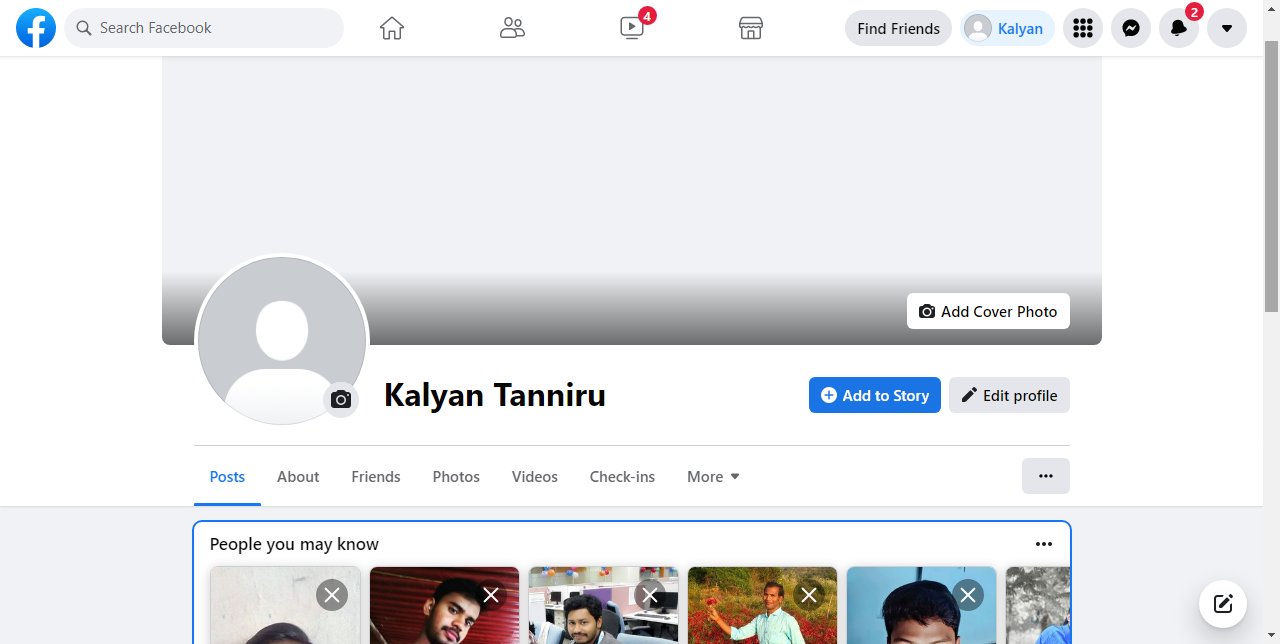 Search Facebook
4
Find Friends
Kalyan
2
Add Cover Photo
Kalyan Tanniru
Add to Story
Edit profile
Posts
About
Friends
Photos
Videos
Check-ins
More
People you may know